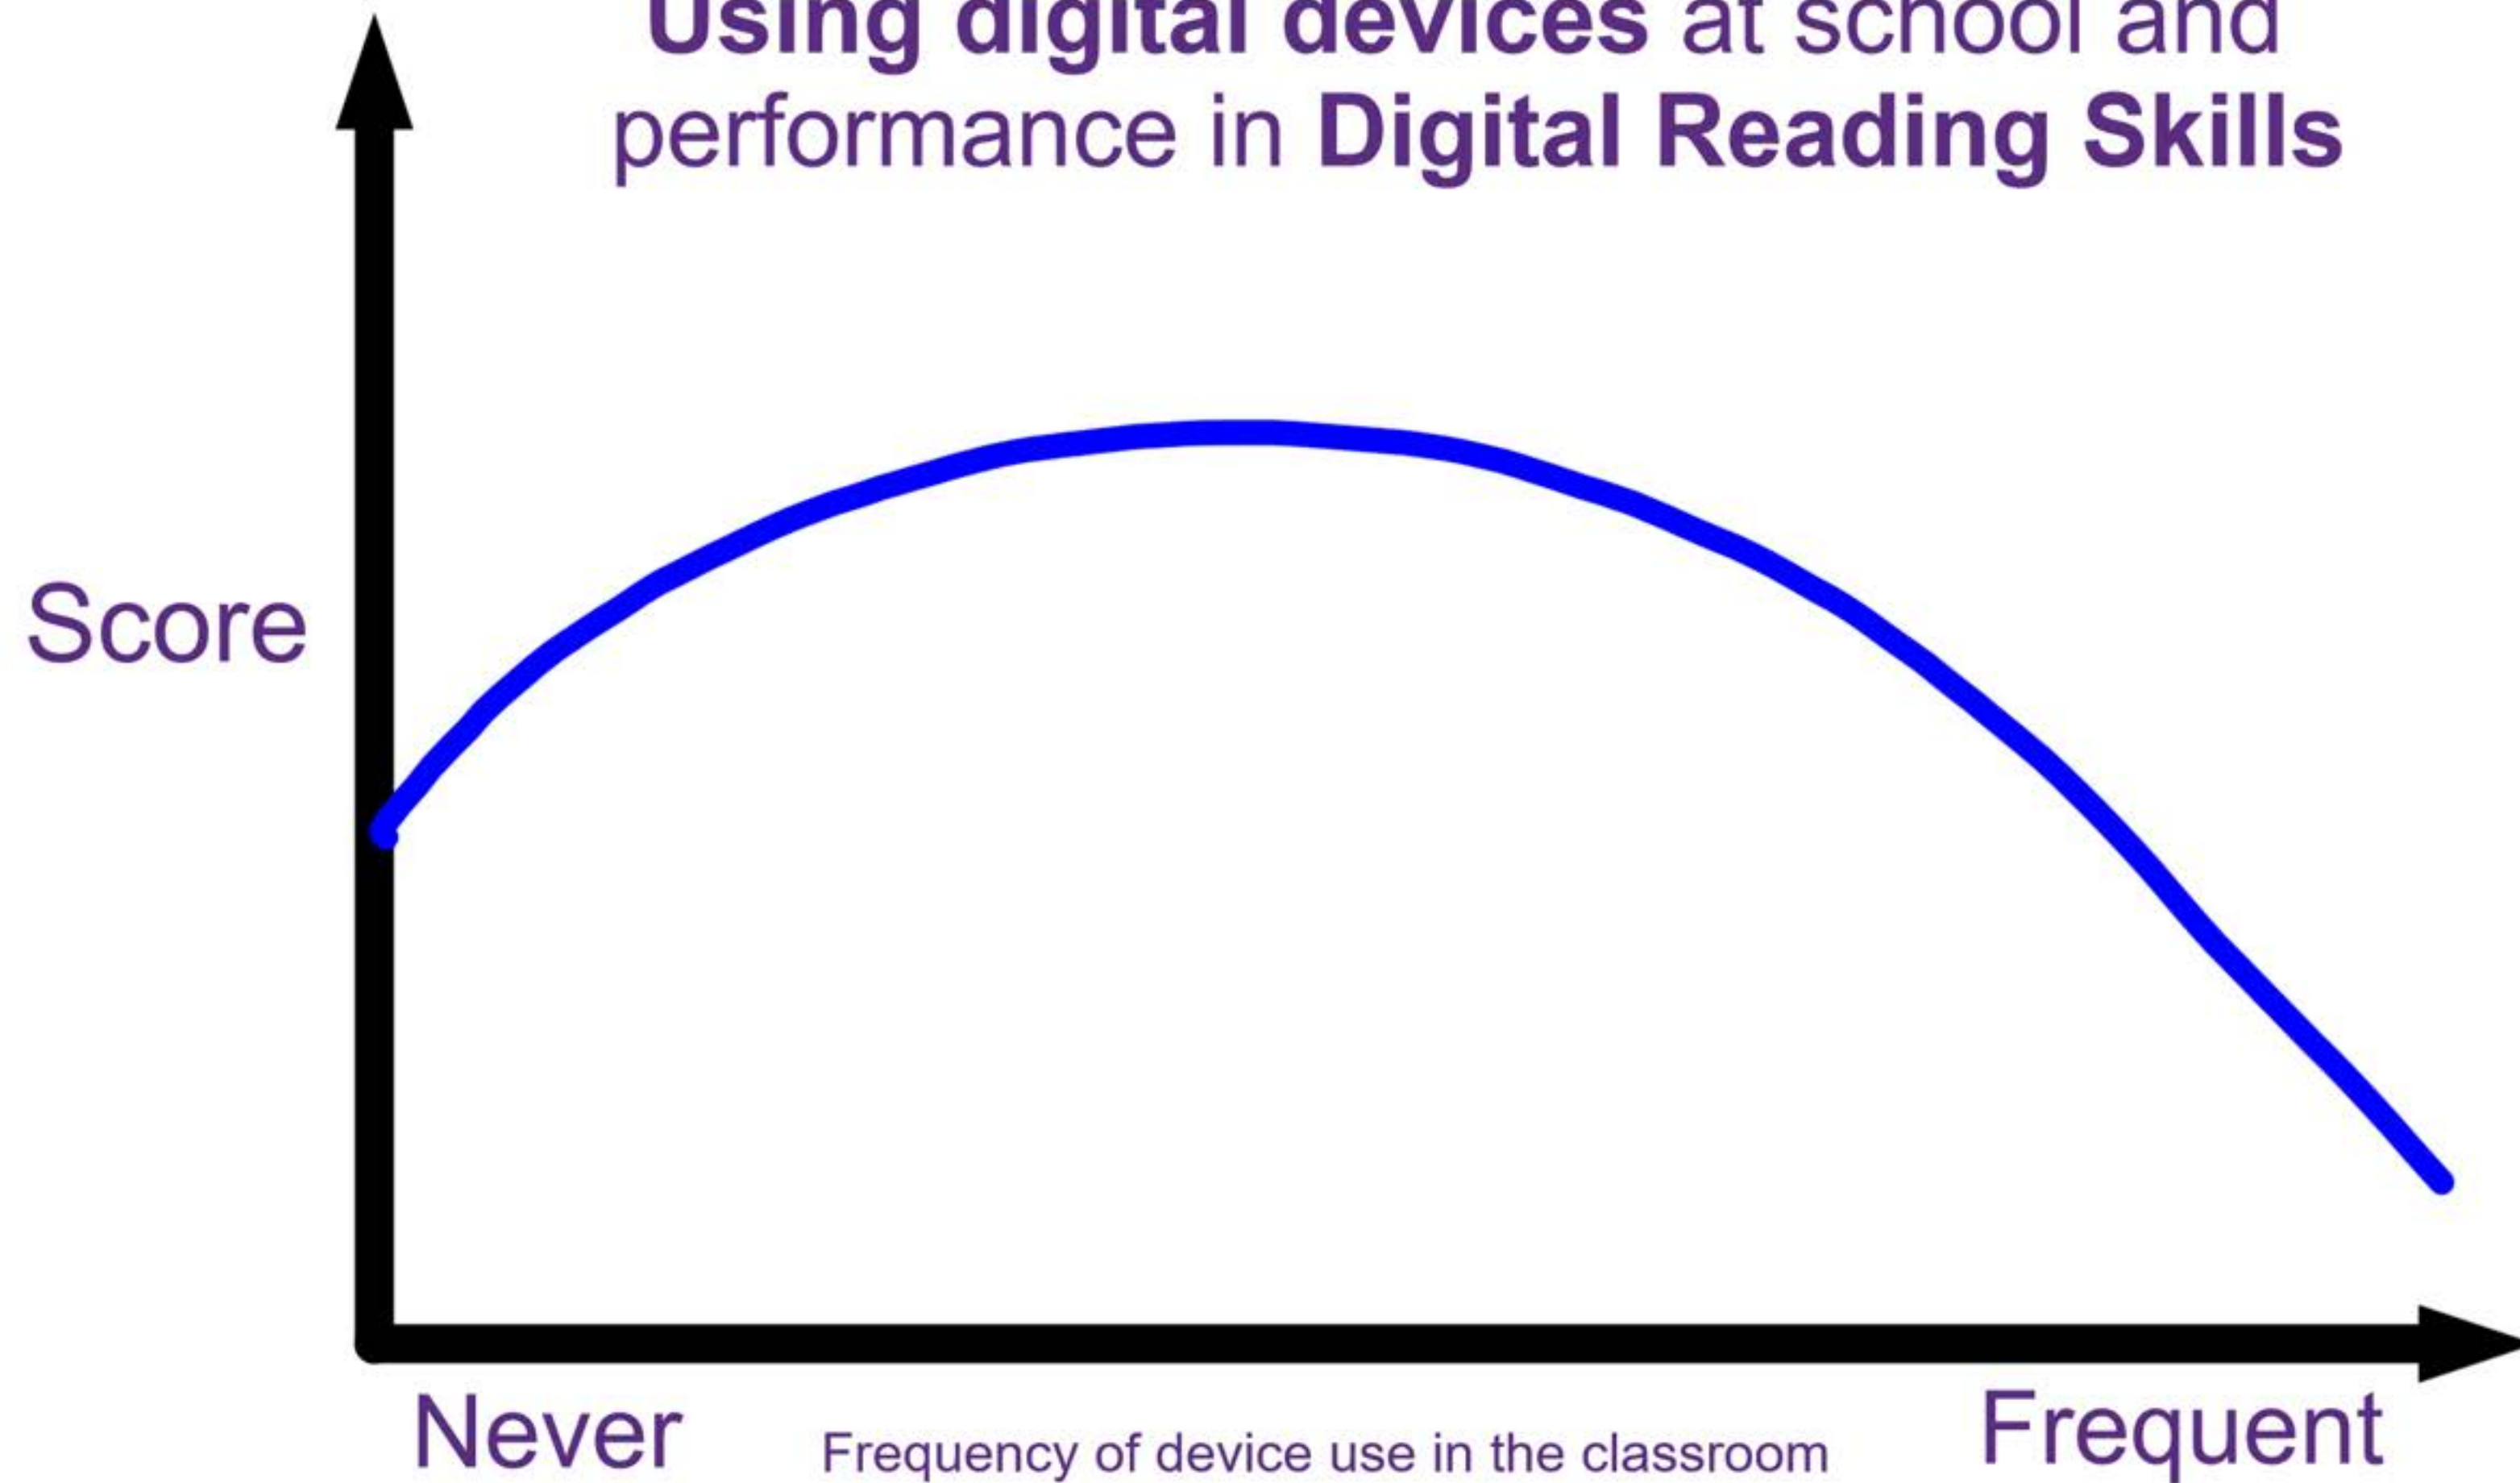 Using digital devices at school and
performance in Digital Reading Skills
Score
Never
Frequency of device use in the classroom
Frequent